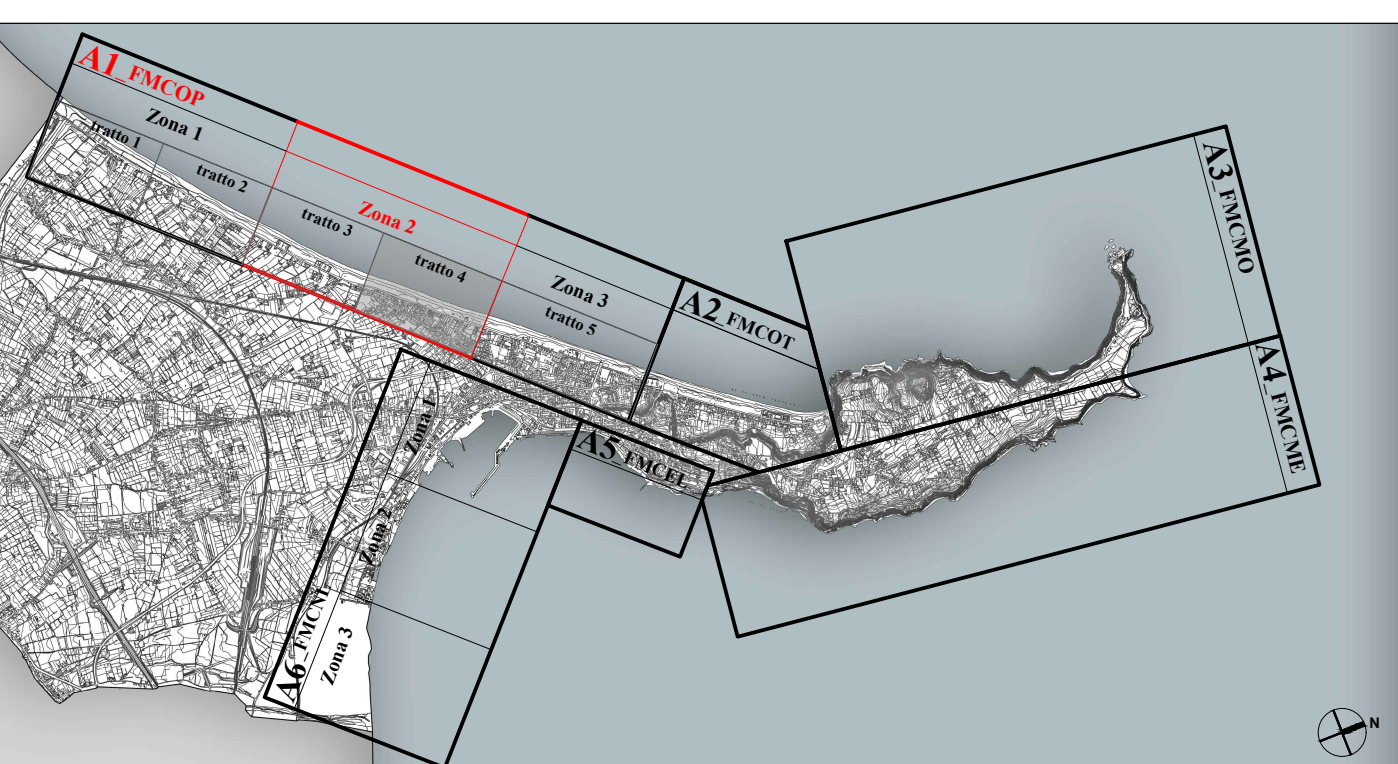 A1_FMCOP
Zona 1
tratto 1
tratto 2
Zona 2
tratto 3
tratto 4
Zona 3
tratto 5
A2_FMCOT
A3_FMCMO
A4_FMCME
A5_FMCEL
A6_FMCNI
Zona 1
Zona 2
Zona 3
N